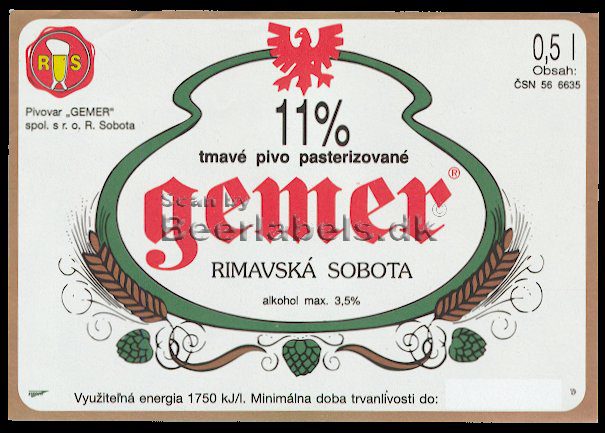 R S
Pivovar „GEMER"
spol. s r. o. R. Sobota
0,5 l
Obsah:
ČSN 56 6635
11%
tmavé pivo pasterizované
gemer®
Scan by
Beerlabels.dk
RIMAVSKÁ SOBOTA
alkohol max. 3,5%
Využiteľná energia 1750 kJ/l. Minimálna doba trvanlivosti do: